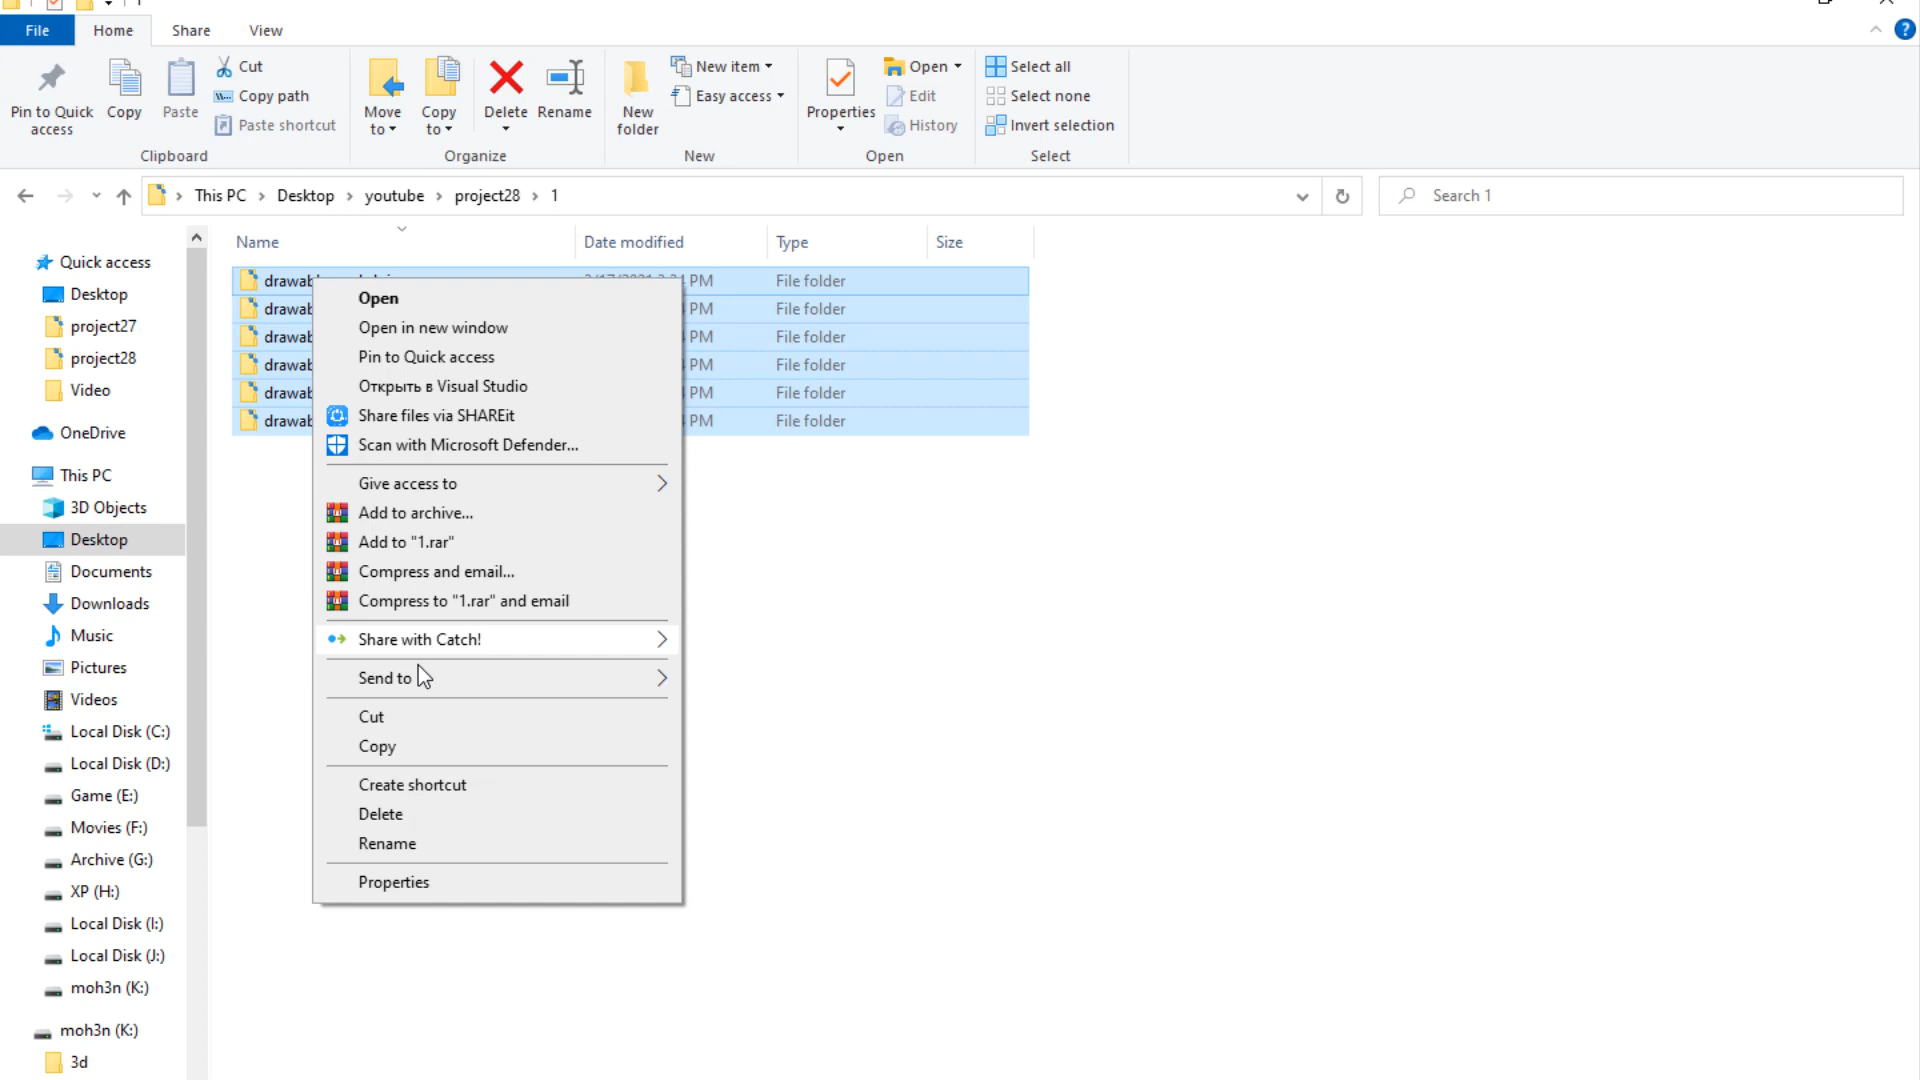 File Home Share View
Cut
Copy path
Paste shortcut
Pin to Quick access
Copy
Paste
Clipboard
Move to
Copy to
Delete
Rename
Organize
New folder
New item
Easy access
New
Properties
Open
Edit
History
Open
Select all
Select none
Invert selection
Select
This PC > Desktop > youtube > project28 > 1
Search 1
Name Date modified Type Size
drawab PM File folder
drawab PM File folder
drawab PM File folder
drawab PM File folder
drawab PM File folder
drawab PM File folder
Open
Open in new window
Pin to Quick access
Открыть в Visual Studio
Share files via SHAREit
Scan with Microsoft Defender...
Give access to
Add to archive...
Add to "1.rar"
Compress and email...
Compress to "1.rar" and email
Share with Catch!
Send to
Cut
Copy
Create shortcut
Delete
Rename
Properties
Quick access
Desktop
project27
project28
Video
OneDrive
This PC
3D Objects
Desktop
Documents
Downloads
Music
Pictures
Videos
Local Disk (C:)
Local Disk (D:)
Game (E:)
Movies (F:)
Archive (G:)
XP (H:)
Local Disk (I:)
Local Disk (J:)
moh3n (K:)
moh3n (K:)
3d